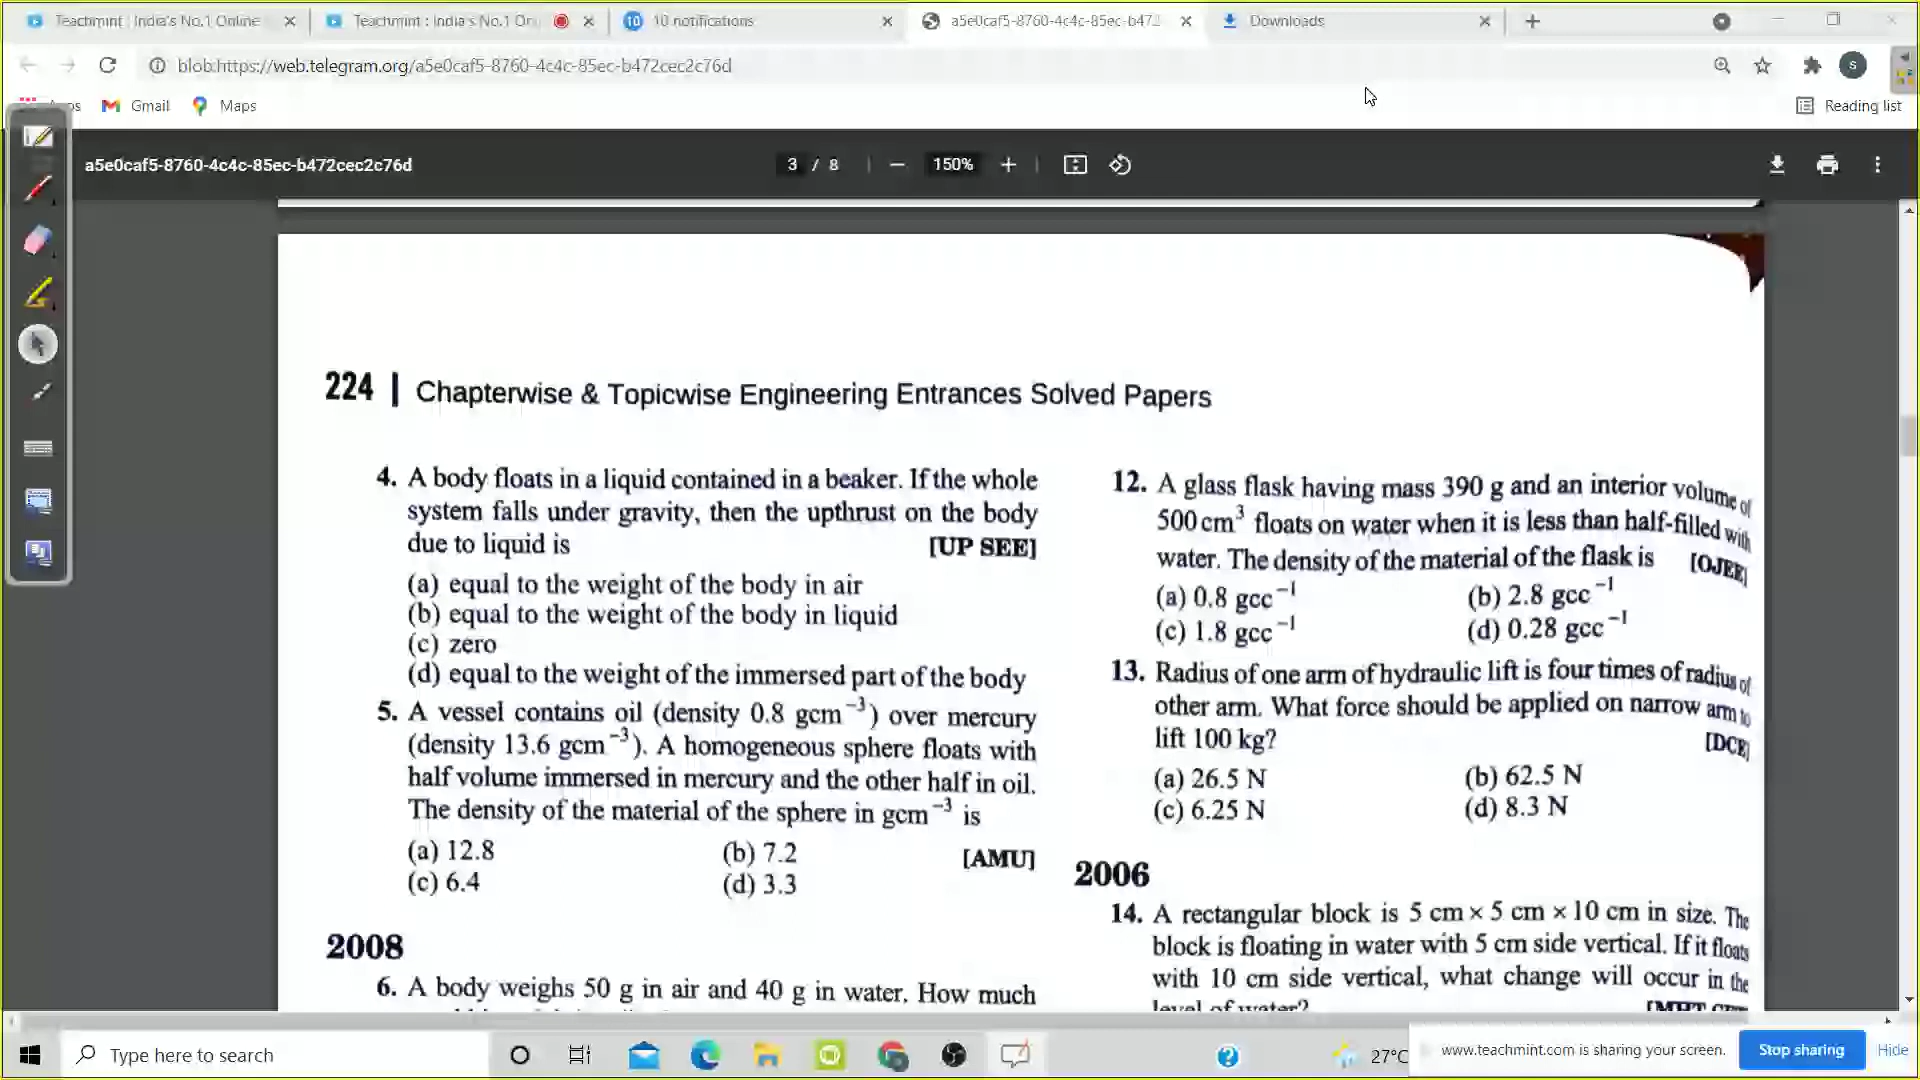 Teachmint : India's No.1 Online
Teachmint : India's No.1 Onl
10 notifications
a5e0caf5-8760-4c4c-85ec-b472
Downloads
blob:https://web.telegram.org/a5e0caf5-8760-4c4c-85ec-b472cec2c76d
S
Gmail
Maps
Reading list
a5e0caf5-8760-4c4c-85ec-b472cec2c76d
3 / 8
150%
224 | Chapterwise & Topicwise Engineering Entrances Solved Papers
4. A body floats in a liquid contained in a beaker. If the whole
system falls under gravity, then the upthrust on the body
due to liquid is [UP SEE]
(a) equal to the weight of the body in air
(b) equal to the weight of the body in liquid
(c) zero
(d) equal to the weight of the immersed part of the body
5. A vessel contains oil (density 0.8 gcm⁻³) over mercury
(density 13.6 gcm⁻³). A homogeneous sphere floats with
half volume immersed in mercury and the other half in oil.
The density of the material of the sphere in gcm⁻³ is
(a) 12.8 (b) 7.2 [AMU]
(c) 6.4 (d) 3.3
2008
6. A body weighs 50 g in air and 40 g in water. How much
12. A glass flask having mass 390 g and an interior volume of
500 cm³ floats on water when it is less than half-filled with
water. The density of the material of the flask is [OJEE]
(a) 0.8 gcc⁻¹ (b) 2.8 gcc⁻¹
(c) 1.8 gcc⁻¹ (d) 0.28 gcc⁻¹
13. Radius of one arm of hydraulic lift is four times of radius of
other arm. What force should be applied on narrow arm to
lift 100 kg? [DCE]
(a) 26.5 N (b) 62.5 N
(c) 6.25 N (d) 8.3 N
2006
14. A rectangular block is 5 cm × 5 cm × 10 cm in size. The
block is floating in water with 5 cm side vertical. If it floats
with 10 cm side vertical, what change will occur in the
level of water?
Type here to search
27°C
www.teachmint.com is sharing your screen.
Stop sharing
Hide